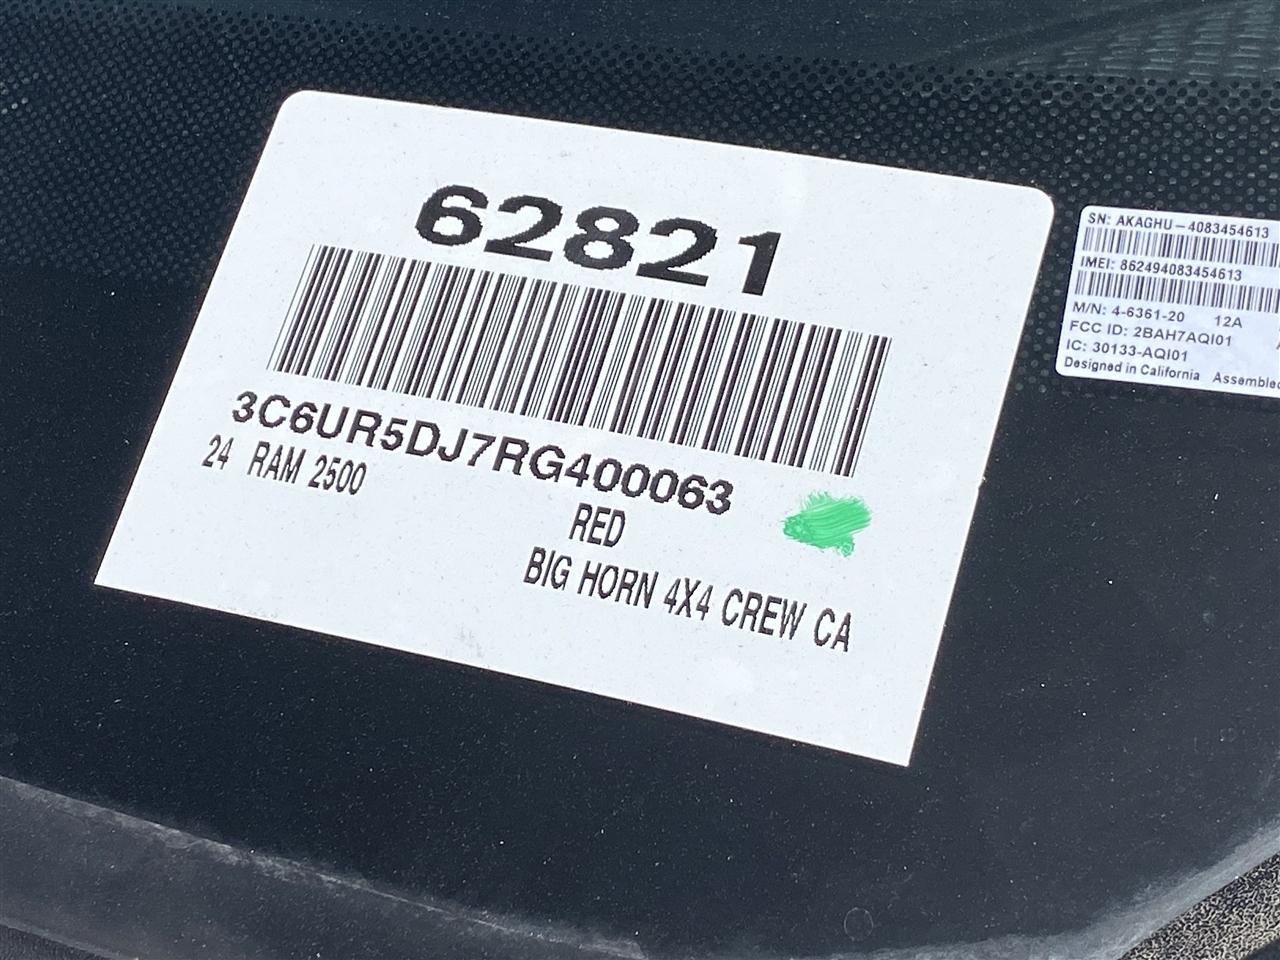 62821
3C6UR5DJ7RG400063
24 RAM 2500
RED
BIG HORN 4X4 CREW CA
SN: AKAGHU-4083454613
IMEI: 862494083454613
M/N: 4-6361-20 12A
FCC ID: 2BAH7AQI01
IC: 30133-AQI01
Designed in California Assembled